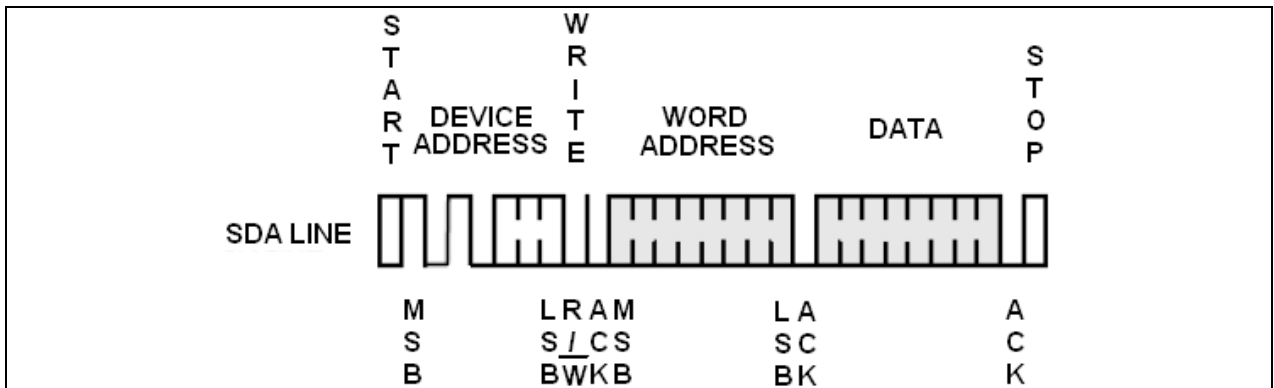 START
WRITE
STOP
DEVICE
ADDRESS
WORD
ADDRESS
DATA
SDA LINE
MSB
LSB
R/W
ACK
MSB
LSB
ACK
ACK